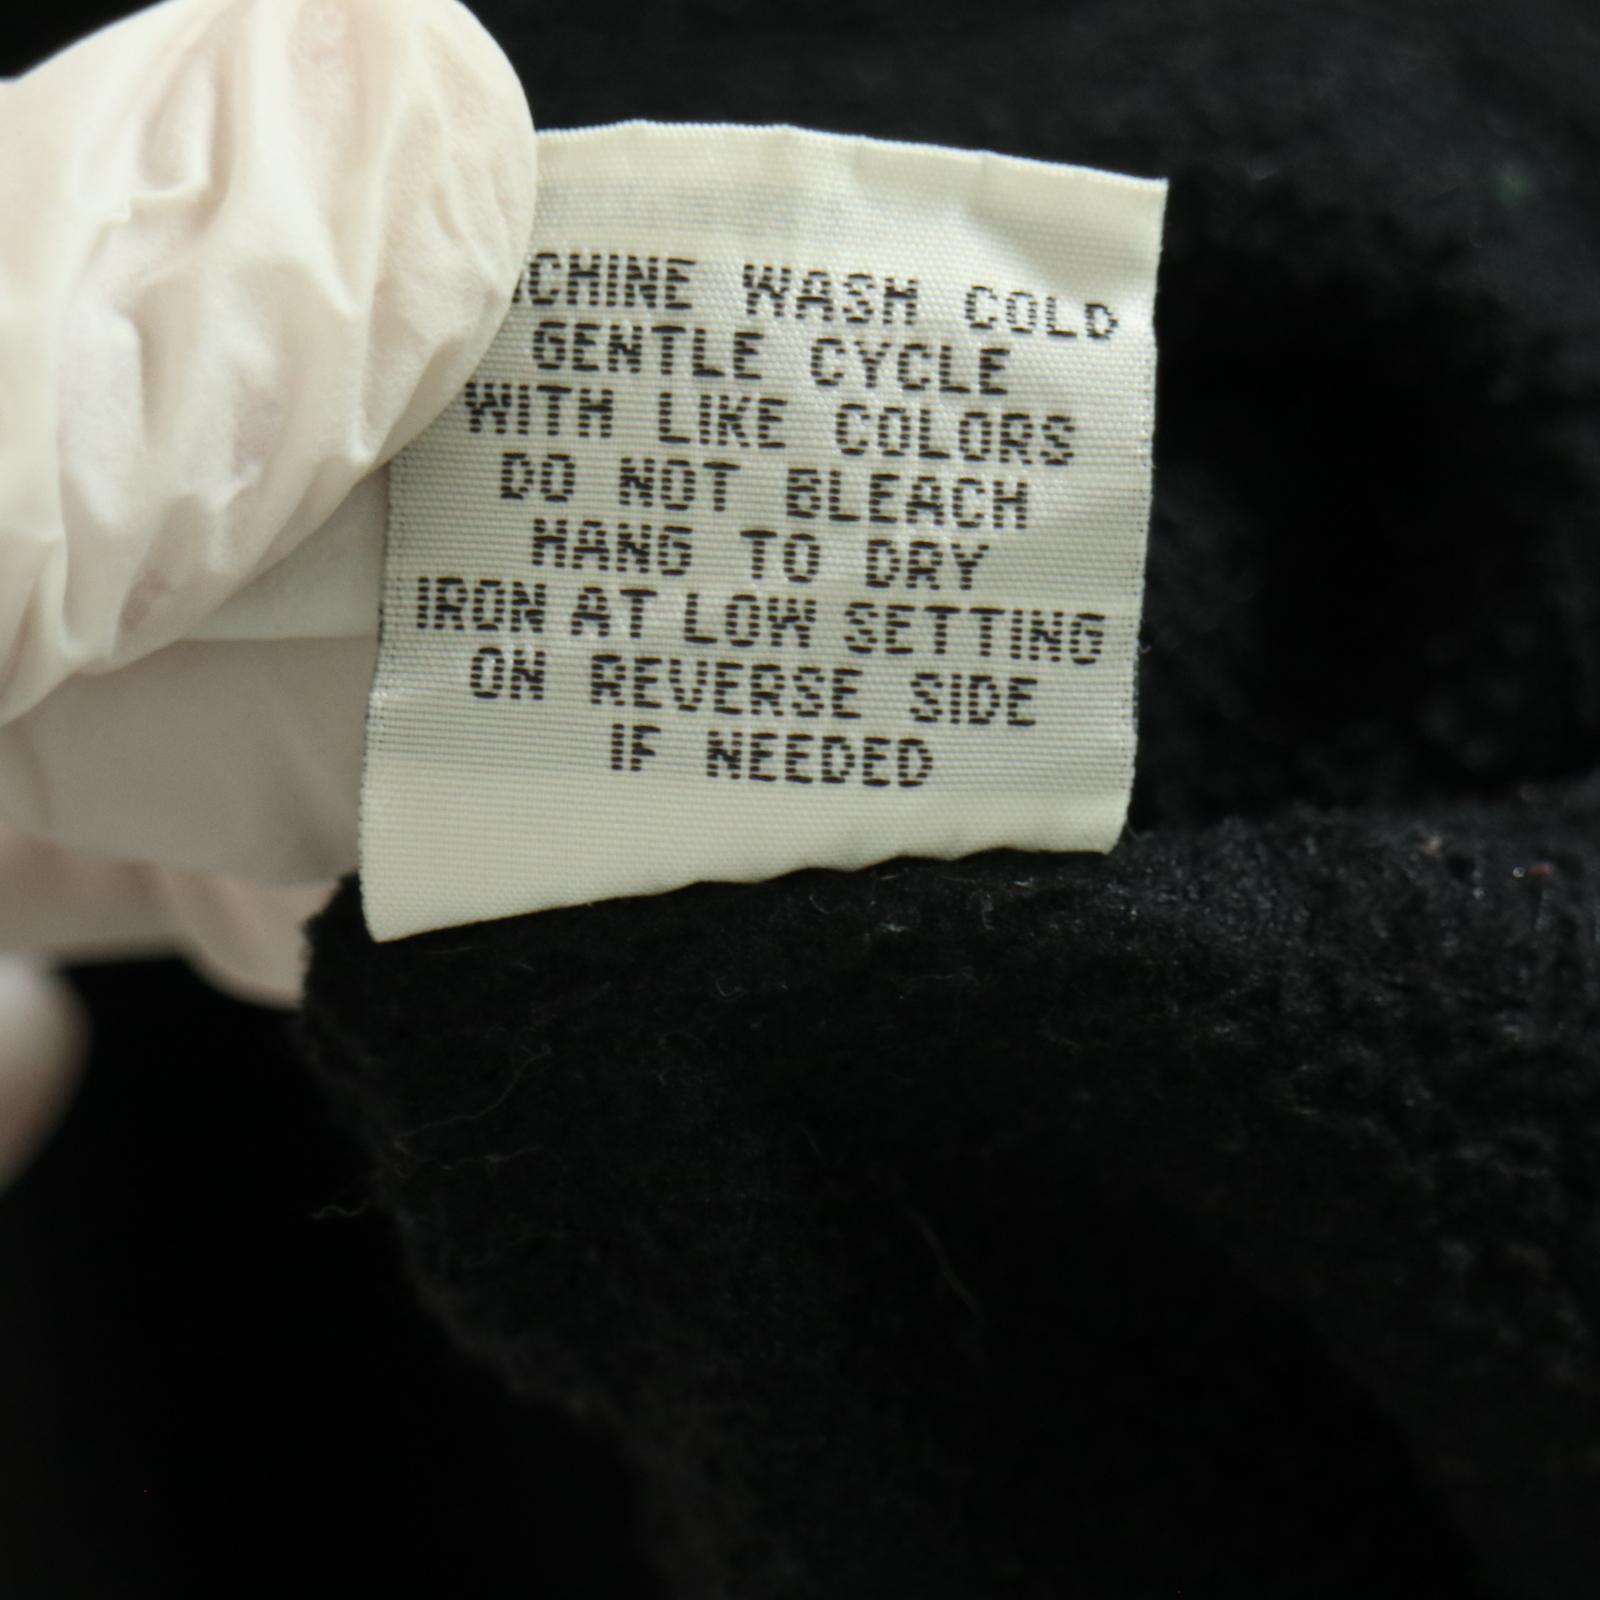 CHINE WASH COLD
GENTLE CYCLE
WITH LIKE COLORS
DO NOT BLEACH
HANG TO DRY
IRON AT LOW SETTING
ON REVERSE SIDE
IF NEEDED